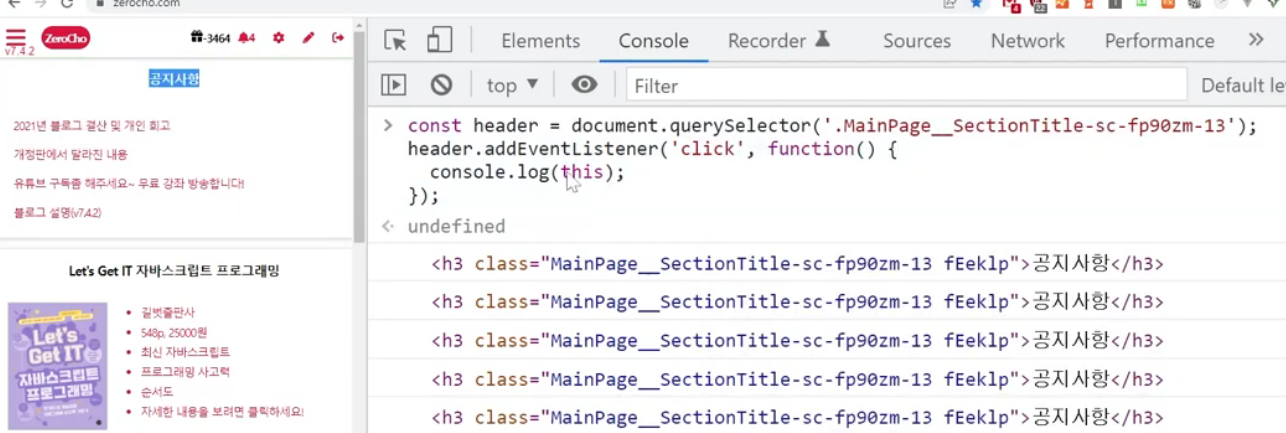 zerocho.com
4
22
ZeroCho
-3464
4
v7.4.2
공지사항
2021년 블로그 결산 및 개인 회고
개정판에서 달라진 내용
유튜브 구독좀 해주세요~ 무료 강좌 방송합니다!
블로그 설명(v7.4.2)
Let's Get IT 자바스크립트 프로그래밍
Let's
Get IT
자바스크립트
프로그래밍
길벗출판사
548p, 25000원
최신 자바스크립트
프로그래밍 사고력
순서도
자세한 내용을 보려면 클릭하세요!
Elements Console Recorder Sources Network Performance
top Filter Default le
const header = document.querySelector('.MainPage__SectionTitle-sc-fp90zm-13');
header.addEventListener('click', function() {
console.log(this);
});
undefined
<h3 class="MainPage__SectionTitle-sc-fp90zm-13 fEeklp">공지사항</h3>
<h3 class="MainPage__SectionTitle-sc-fp90zm-13 fEeklp">공지사항</h3>
<h3 class="MainPage__SectionTitle-sc-fp90zm-13 fEeklp">공지사항</h3>
<h3 class="MainPage__SectionTitle-sc-fp90zm-13 fEeklp">공지사항</h3>
<h3 class="MainPage__SectionTitle-sc-fp90zm-13 fEeklp">공지사항</h3>